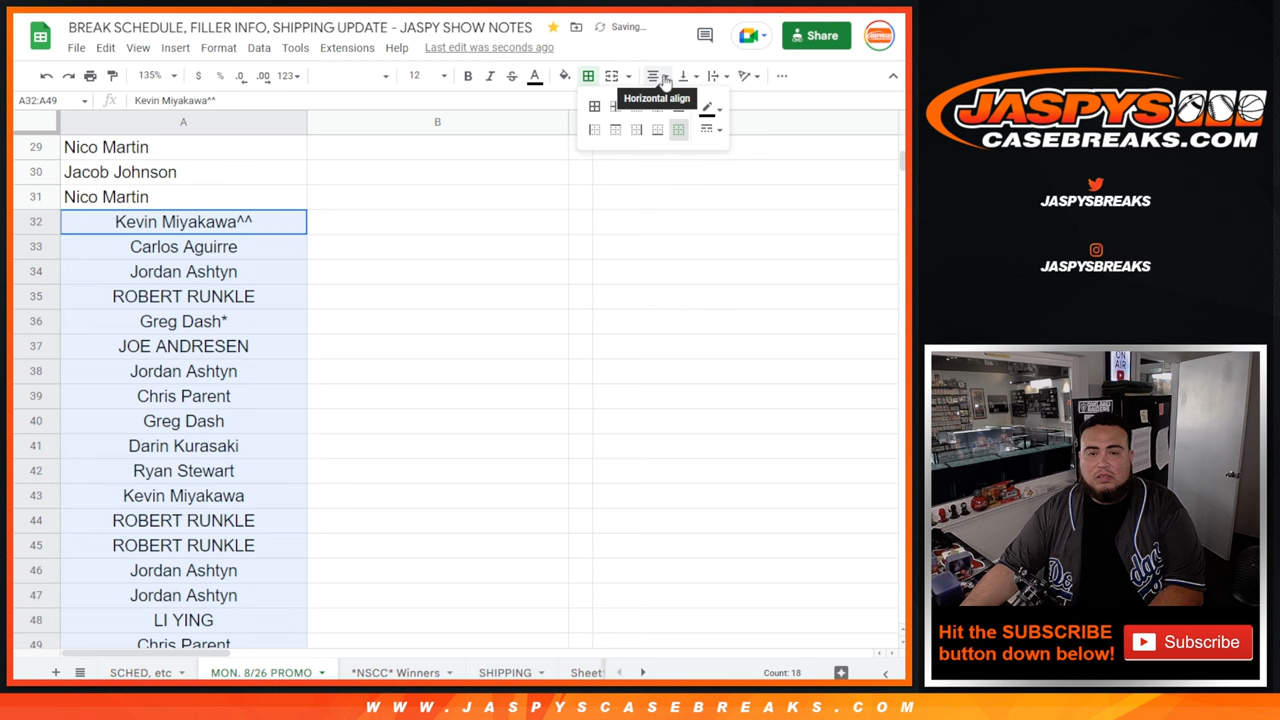 BREAK SCHEDULE, FILLER INFO, SHIPPING UPDATE - JASPY SHOW NOTES
Saving...
File Edit View Insert Format Data Tools Extensions Help Last edit was seconds ago
Share
135% $ % .0 .00 123 12 B I S A
A32:A49 fx Kevin Miyakawa^^
Horizontal align
A B
29 Nico Martin
30 Jacob Johnson
31 Nico Martin
32 Kevin Miyakawa^^
33 Carlos Aguirre
34 Jordan Ashtyn
35 ROBERT RUNKLE
36 Greg Dash*
37 JOE ANDRESEN
38 Jordan Ashtyn
39 Chris Parent
40 Greg Dash
41 Darin Kurasaki
42 Ryan Stewart
43 Kevin Miyakawa
44 ROBERT RUNKLE
45 ROBERT RUNKLE
46 Jordan Ashtyn
47 Jordan Ashtyn
48 LI YING
49 Chris Parent
SCHED, etc MON. 8/26 PROMO *NSCC* Winners SHIPPING Sheet
Count: 18
JASPYS
CASEBREAKS.COM
JASPYSBREAKS
JASPYSBREAKS
ON
AIR
OAKLAND
RAIDERS
Dodgers
Hit the SUBSCRIBE
button down below!
Subscribe
WWW.JASPYSCASEBREAKS.COM